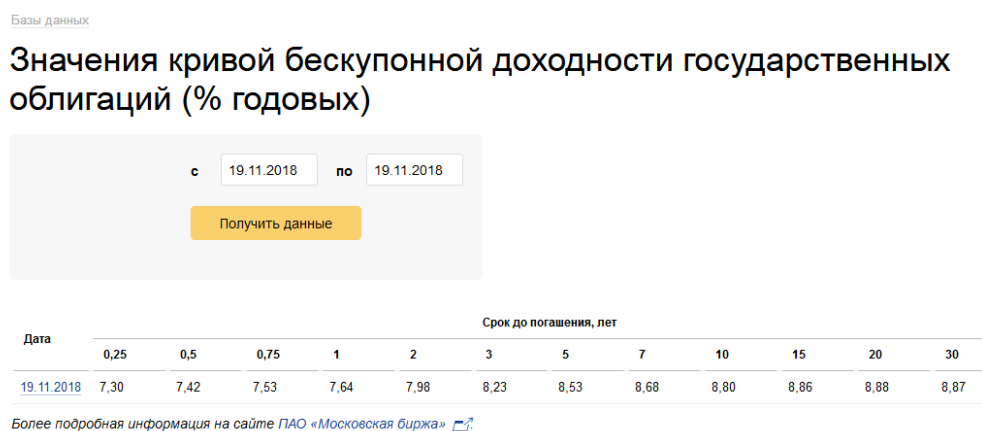 Базы данных
Значения кривой бескупонной доходности государственных
облигаций (% годовых)
с 19.11.2018 по 19.11.2018
Получить данные
Срок до погашения, лет
Дата
0,25 0,5 0,75 1 2 3 5 7 10 15 20 30
19.11.2018 7,30 7,42 7,53 7,64 7,98 8,23 8,53 8,68 8,80 8,86 8,88 8,87
Более подробная информация на сайте ПАО «Московская биржа»